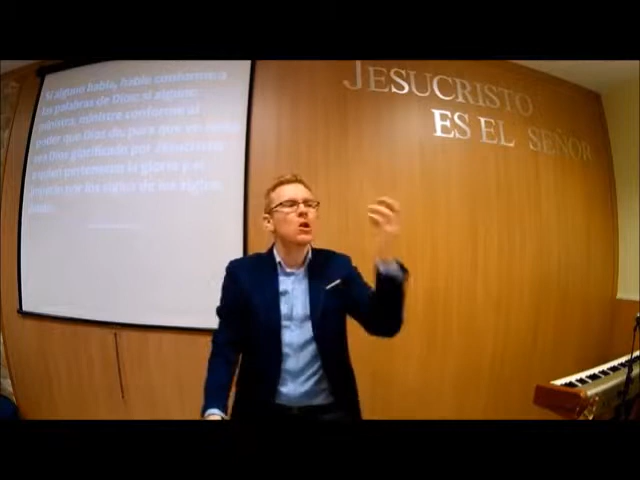 Si alguno habla, hable conforme a
las palabras de Dios; si alguno
ministra, ministre conforme al
poder que Dios da, para que en todo
sea Dios glorificado por Jesucristo, a
quien pertenecen la gloria y el
imperio por los siglos de los siglos.
JESUCRISTO
ES EL SEÑOR